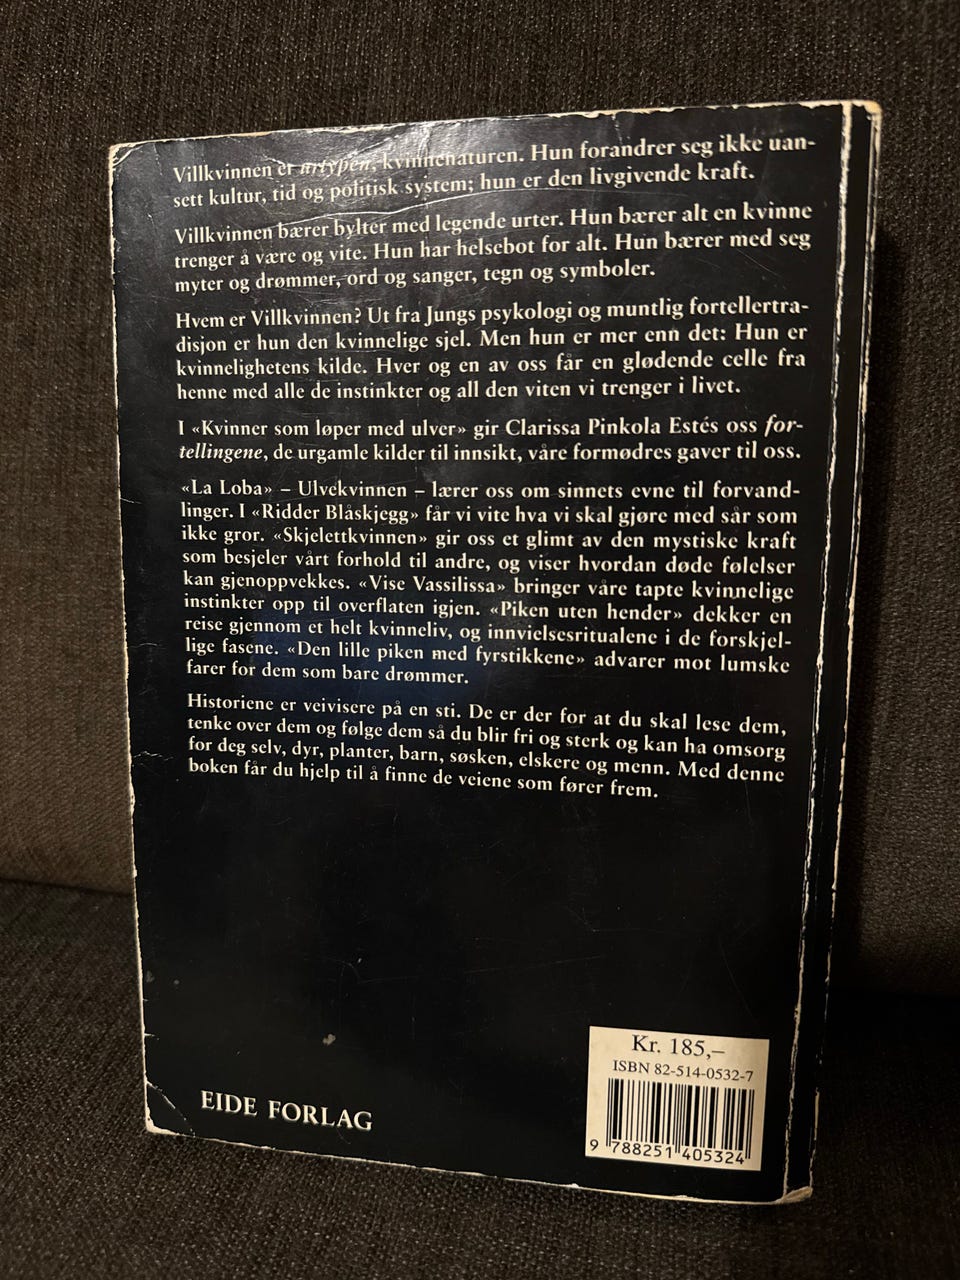 Villkvinnen er artypen, kvinnenaturen. Hun forandrer seg ikke uan-
sett kultur, tid og politisk system; hun er den livgivende kraft.
Villkvinnen bærer bylter med legende urter. Hun bærer alt en kvinne
trenger å være og vite. Hun har helsebot for alt. Hun bærer med seg
myter og drømmer, ord og sanger, tegn og symboler.
Hvem er Villkvinnen? Ut fra Jungs psykologi og muntlig fortellertra-
disjon er hun den kvinnelige sjel. Men hun er mer enn det: Hun er
kvinnelighetens kilde. Hver og en av oss får en glødende celle fra
henne med alle de instinkter og all den viten vi trenger i livet.
I «Kvinner som løper med ulver» gir Clarissa Pinkola Estés oss for-
tellingene, de urgamle kilder til innsikt, våre formødres gaver til oss.
«La Loba» – Ulvekvinnen – lærer oss om sinnets evne til forvand-
linger. I «Ridder Blåskjegg» får vi vite hva vi skal gjøre med sår som
ikke gror. «Skjelettkvinnen» gir oss et glimt av den mystiske kraft
som besjeler vårt forhold til andre, og viser hvordan døde følelser
kan gjenoppvekkes. «Vise Vassilissa» bringer våre tapte kvinnelige
instinkter opp til overflaten igjen. «Piken uten hender» dekker en
reise gjennom et helt kvinneliv, og innvielsesritualene i de forskjel-
lige fasene. «Den lille piken med fyrstikkene» advarer mot lumske
farer for dem som bare drømmer.
Historiene er veivisere på en sti. De er der for at du skal lese dem,
tenke over dem og følge dem så du blir fri og sterk og kan ha omsorg
for deg selv, dyr, planter, barn, søsken, elskere og menn. Med denne
boken får du hjelp til å finne de veiene som fører frem.
Kr. 185,–
ISBN 82-514-0532-7
9 788251 405324
EIDE FORLAG